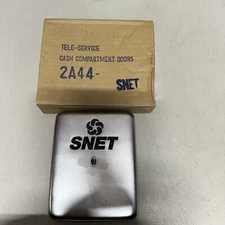 TELE-SERVICE
CASH COMPARTMENT DOORS
2A44-
SNET
SNET